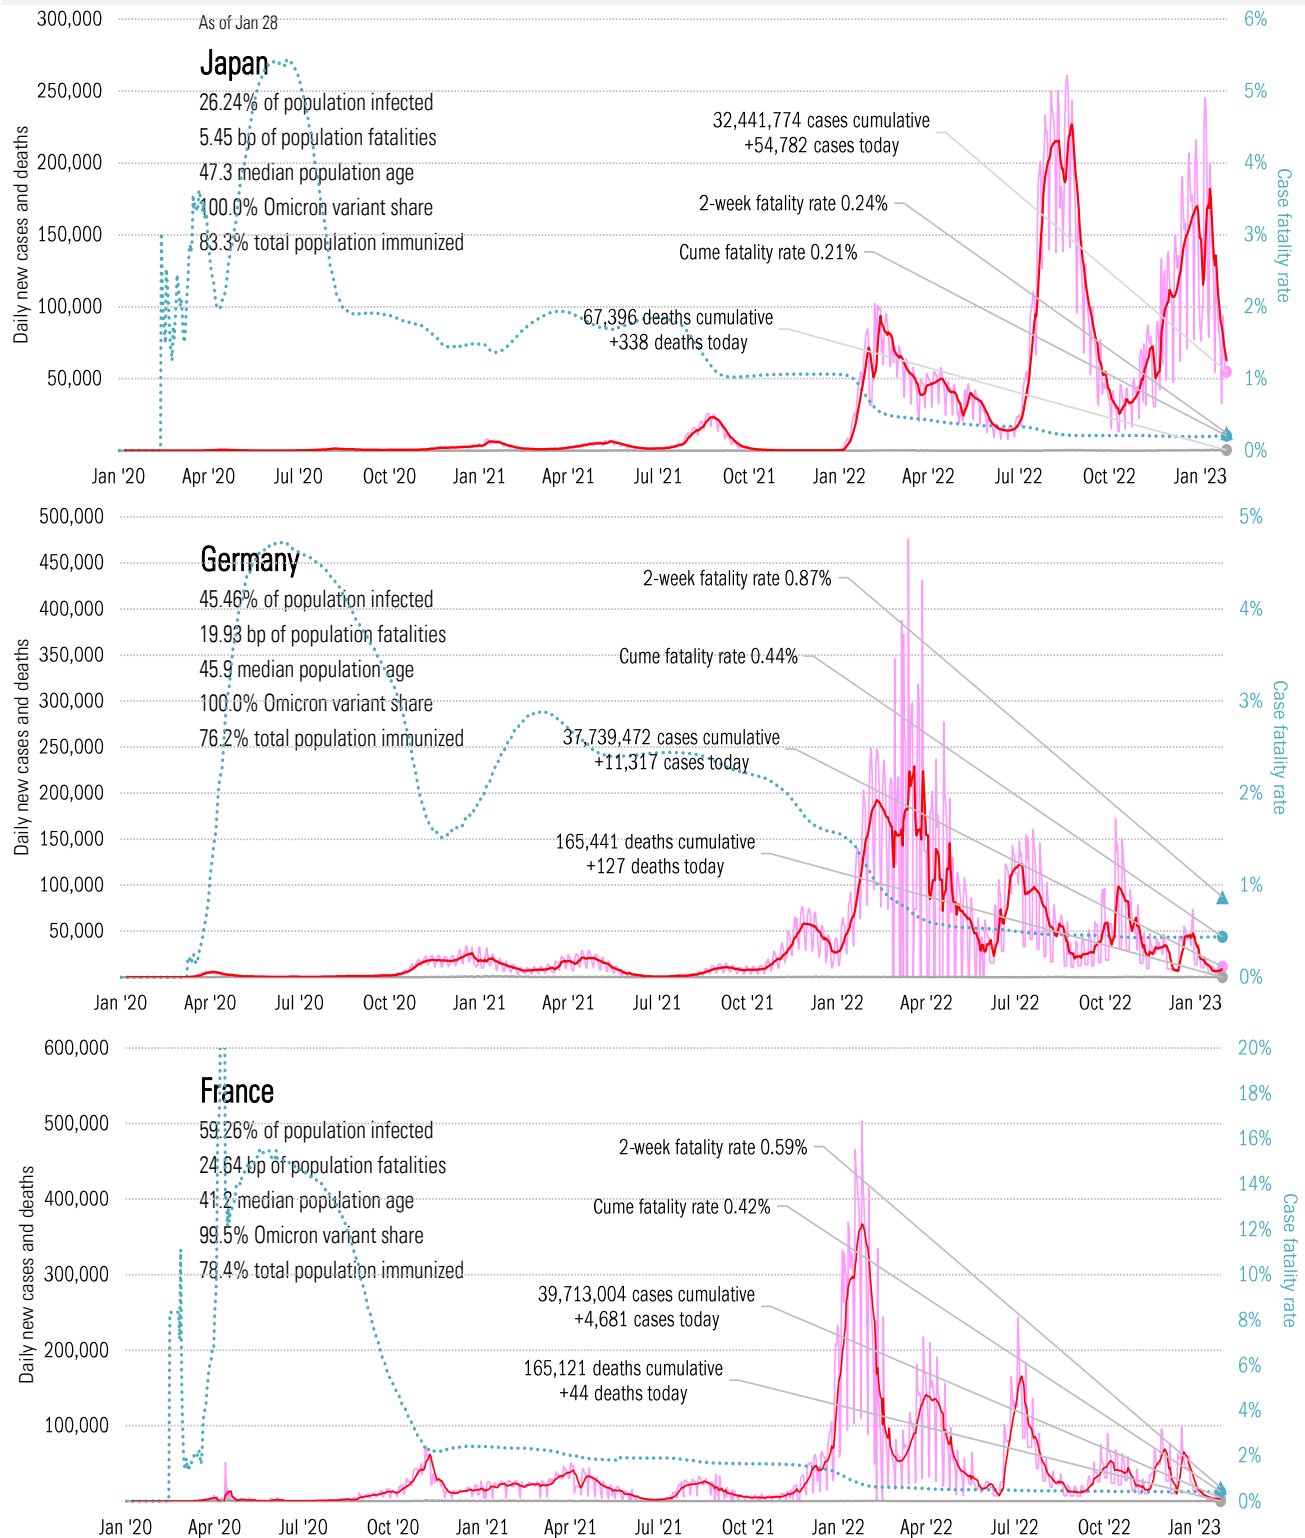 As of Jan 28
Japan
26.24% of population infected
5.45 bp of population fatalities
47.3 median population age
100.0% Omicron variant share
83.3% total population immunized
32,441,774 cases cumulative
+54,782 cases today
2-week fatality rate 0.24%
Cume fatality rate 0.21%
67,396 deaths cumulative
+338 deaths today
Daily new cases and deaths
300,000
250,000
200,000
150,000
100,000
50,000
0
6%
5%
4%
3%
2%
1%
0%
Case fatality rate
Jan '20 Apr '20 Jul '20 Oct '20 Jan '21 Apr '21 Jul '21 Oct '21 Jan '22 Apr '22 Jul '22 Oct '22 Jan '23
Germany
45.46% of population infected
19.93 bp of population fatalities
45.9 median population age
100.0% Omicron variant share
76.2% total population immunized
2-week fatality rate 0.87%
Cume fatality rate 0.44%
37,739,472 cases cumulative
+11,317 cases today
165,441 deaths cumulative
+127 deaths today
Daily new cases and deaths
500,000
450,000
400,000
350,000
300,000
250,000
200,000
150,000
100,000
50,000
0
5%
4%
3%
2%
1%
0%
Case fatality rate
Jan '20 Apr '20 Jul '20 Oct '20 Jan '21 Apr '21 Jul '21 Oct '21 Jan '22 Apr '22 Jul '22 Oct '22 Jan '23
France
59.26% of population infected
24.64 bp of population fatalities
41.2 median population age
99.5% Omicron variant share
78.4% total population immunized
2-week fatality rate 0.59%
Cume fatality rate 0.42%
39,713,004 cases cumulative
+4,681 cases today
165,121 deaths cumulative
+44 deaths today
Daily new cases and deaths
600,000
500,000
400,000
300,000
200,000
100,000
0
20%
18%
16%
14%
12%
10%
8%
6%
4%
2%
0%
Case fatality rate
Jan '20 Apr '20 Jul '20 Oct '20 Jan '21 Apr '21 Jul '21 Oct '21 Jan '22 Apr '22 Jul '22 Oct '22 Jan '23